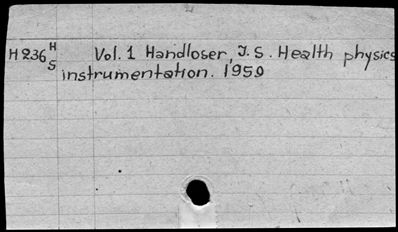 H236 H S Vol. 1 Handloser, J.S. Health physics
instrumentation. 1959